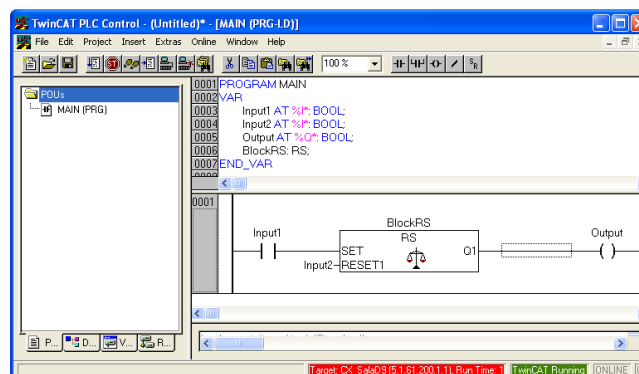 TwinCAT PLC Control - (Untitled)* - [MAIN (PRG-LD)]
File Edit Project Insert Extras Online Window Help
100 %
POUs
MAIN (PRG)
0001 PROGRAM MAIN
0002 VAR
0003 Input1 AT %I*: BOOL;
0004 Input2 AT %I*: BOOL;
0005 Output AT %Q*: BOOL;
0006 BlockRS: RS;
0007 END_VAR
0001
BlockRS
Input1 RS Output
SET Q1
Input2 RESET1
P... D... V... R...
Target: CX_SalaD9 (5.1.61.200.1.1), Run Time: 1 TwinCAT Running ONLINE